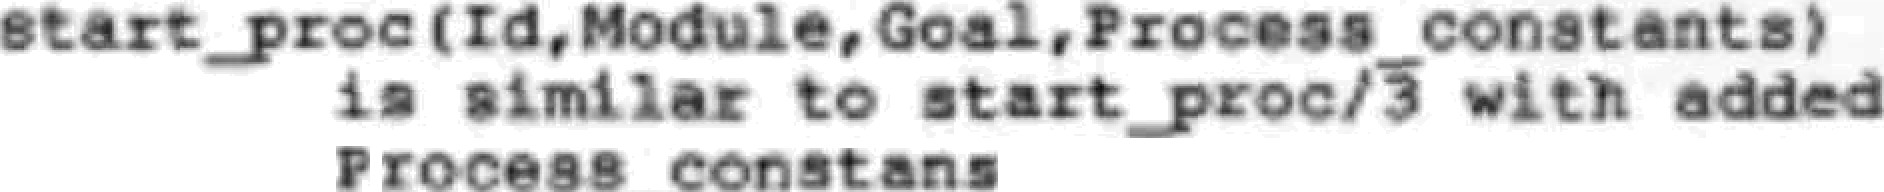 start_proc(Id,Module,Goal,Process_constants)
is similar to start_proc/3 with added
Process constans